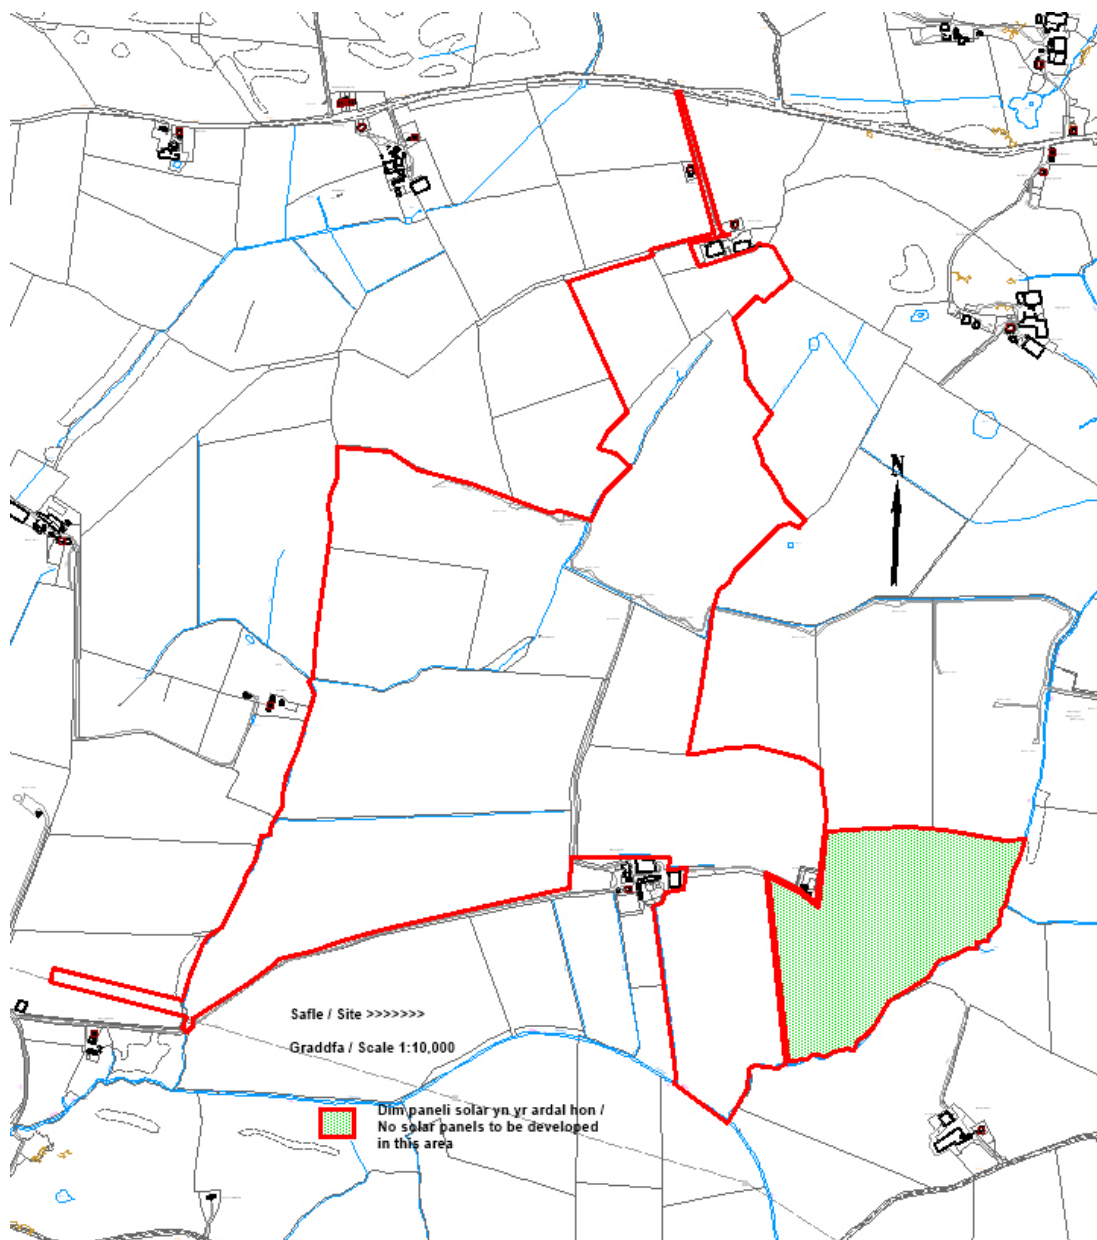 N
Safle / Site >>>>>>>
Graddfa / Scale 1:10,000
Dim paneli solar yn yr ardal hon /
No solar panels to be developed
in this area